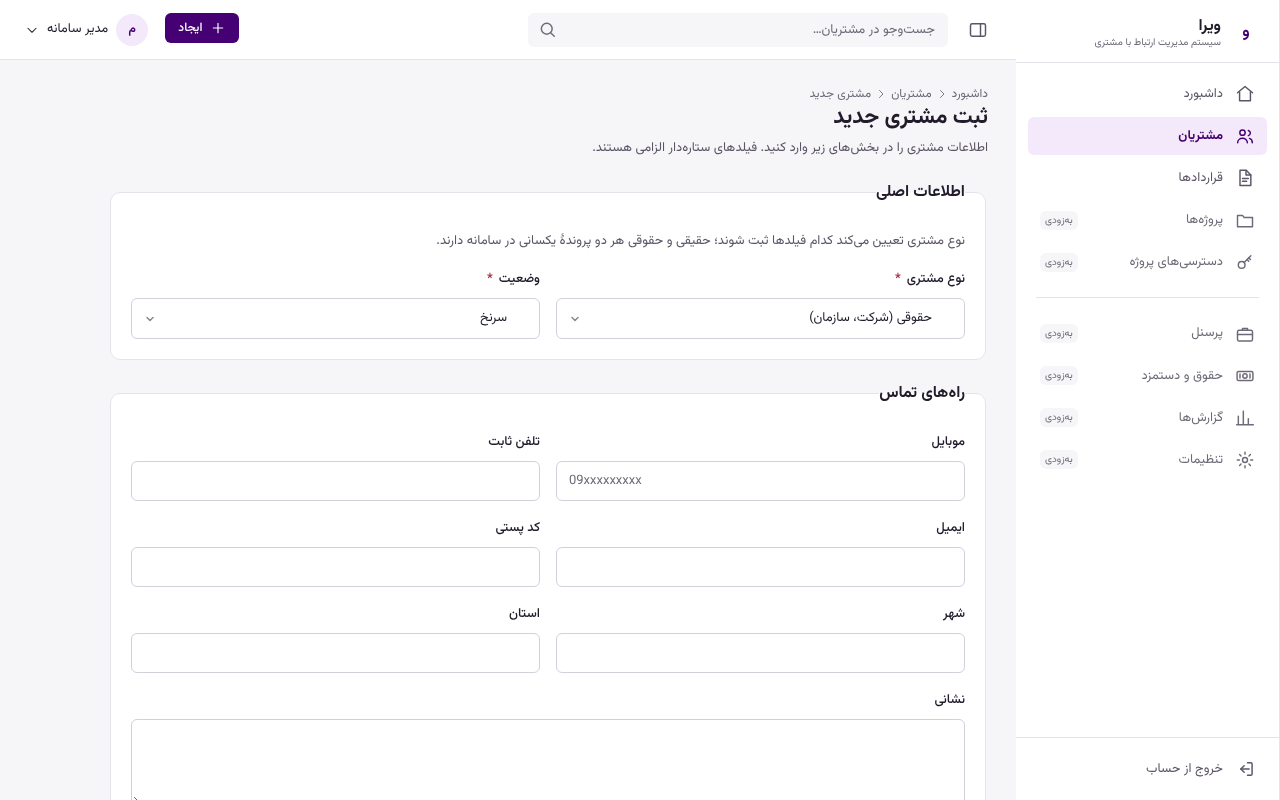 و
ویرا
سیستم مدیریت ارتباط با مشتری
داشبورد
مشتریان
قراردادها
پروژه‌ها
به‌زودی
دسترسی‌های پروژه
به‌زودی
پرسنل
به‌زودی
حقوق و دستمزد
به‌زودی
گزارش‌ها
به‌زودی
تنظیمات
به‌زودی
خروج از حساب
جست‌وجو در مشتریان…
ایجاد
م
مدیر سامانه
داشبورد
مشتریان
مشتری جدید
ثبت مشتری جدید
اطلاعات مشتری را در بخش‌های زیر وارد کنید. فیلدهای ستاره‌دار الزامی هستند.
اطلاعات اصلی
نوع مشتری تعیین می‌کند کدام فیلدها ثبت شوند؛ حقیقی و حقوقی هر دو پروندهٔ یکسانی در سامانه دارند.
نوع مشتری *
وضعیت *
حقوقی (شرکت، سازمان)
سرنخ
راه‌های تماس
موبایل
تلفن ثابت
09xxxxxxxxx
ایمیل
کد پستی
شهر
استان
نشانی